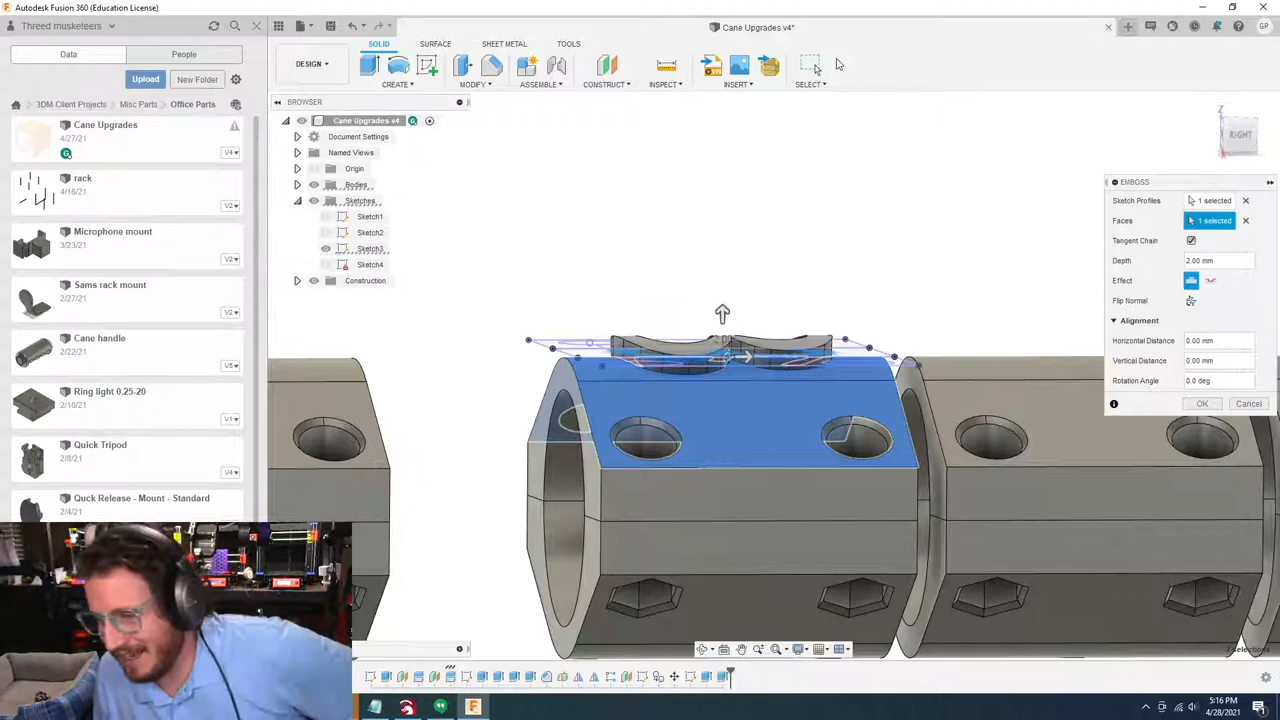 Autodesk Fusion 360 (Education License)
Threed musketeers
Cane Upgrades v4*
GP
Data
People
SOLID
SURFACE
SHEET METAL
TOOLS
DESIGN
CREATE
MODIFY
ASSEMBLE
CONSTRUCT
INSPECT
INSERT
SELECT
Upload
New Folder
3DM Client Projects
Misc Parts
Office Parts
BROWSER
Cane Upgrades v4
Document Settings
Named Views
Origin
Bodies
Sketches
Sketch1
Sketch2
Sketch3
Sketch4
Construction
Cane Upgrades
4/27/21
V4
rack
4/16/21
V2
Microphone mount
3/23/21
V2
Sams rack mount
2/27/21
V2
Cane handle
2/22/21
V5
Ring light 0.25-20
2/10/21
V1
Quick Tripod
2/8/21
V4
Quck Release - Mount - Standard
2/4/21
Z
RIGHT
EMBOSS
Sketch Profiles
1 selected
Faces
1 selected
Tangent Chain
Depth
2.00 mm
Effect
Flip Normal
Alignment
Horizontal Distance
0.00 mm
Vertical Distance
0.00 mm
Rotation Angle
0.0 deg
OK
Cancel
5:16 PM
4/28/2021